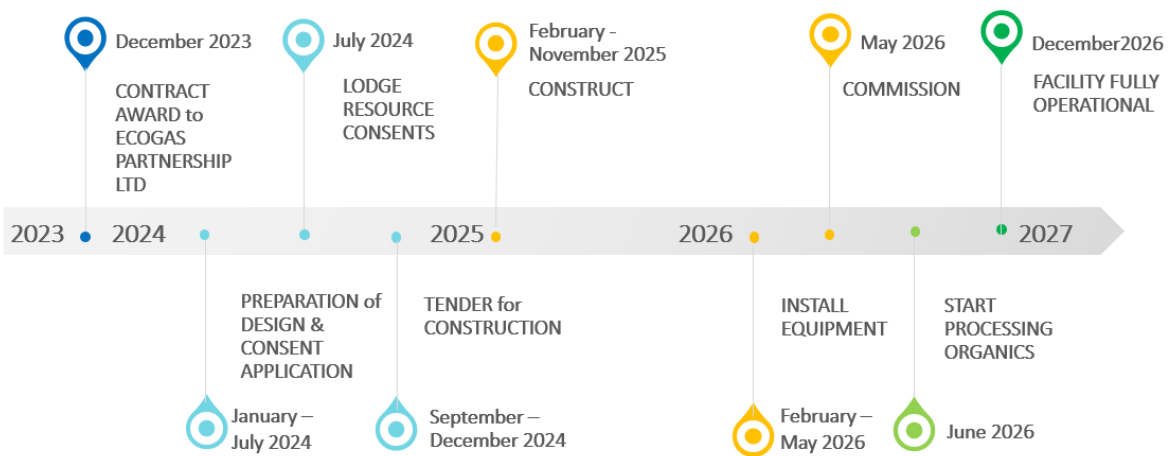 December 2023
CONTRACT
AWARD to
ECOGAS
PARTNERSHIP
LTD
July 2024
LODGE
RESOURCE
CONSENTS
February -
November 2025
CONSTRUCT
May 2026
COMMISSION
December2026
FACILITY FULLY
OPERATIONAL
2023 2024 2025 2026 2027
PREPARATION of
DESIGN &
CONSENT
APPLICATION
January –
July 2024
TENDER for
CONSTRUCTION
September –
December 2024
INSTALL
EQUIPMENT
February –
May 2026
START
PROCESSING
ORGANICS
June 2026